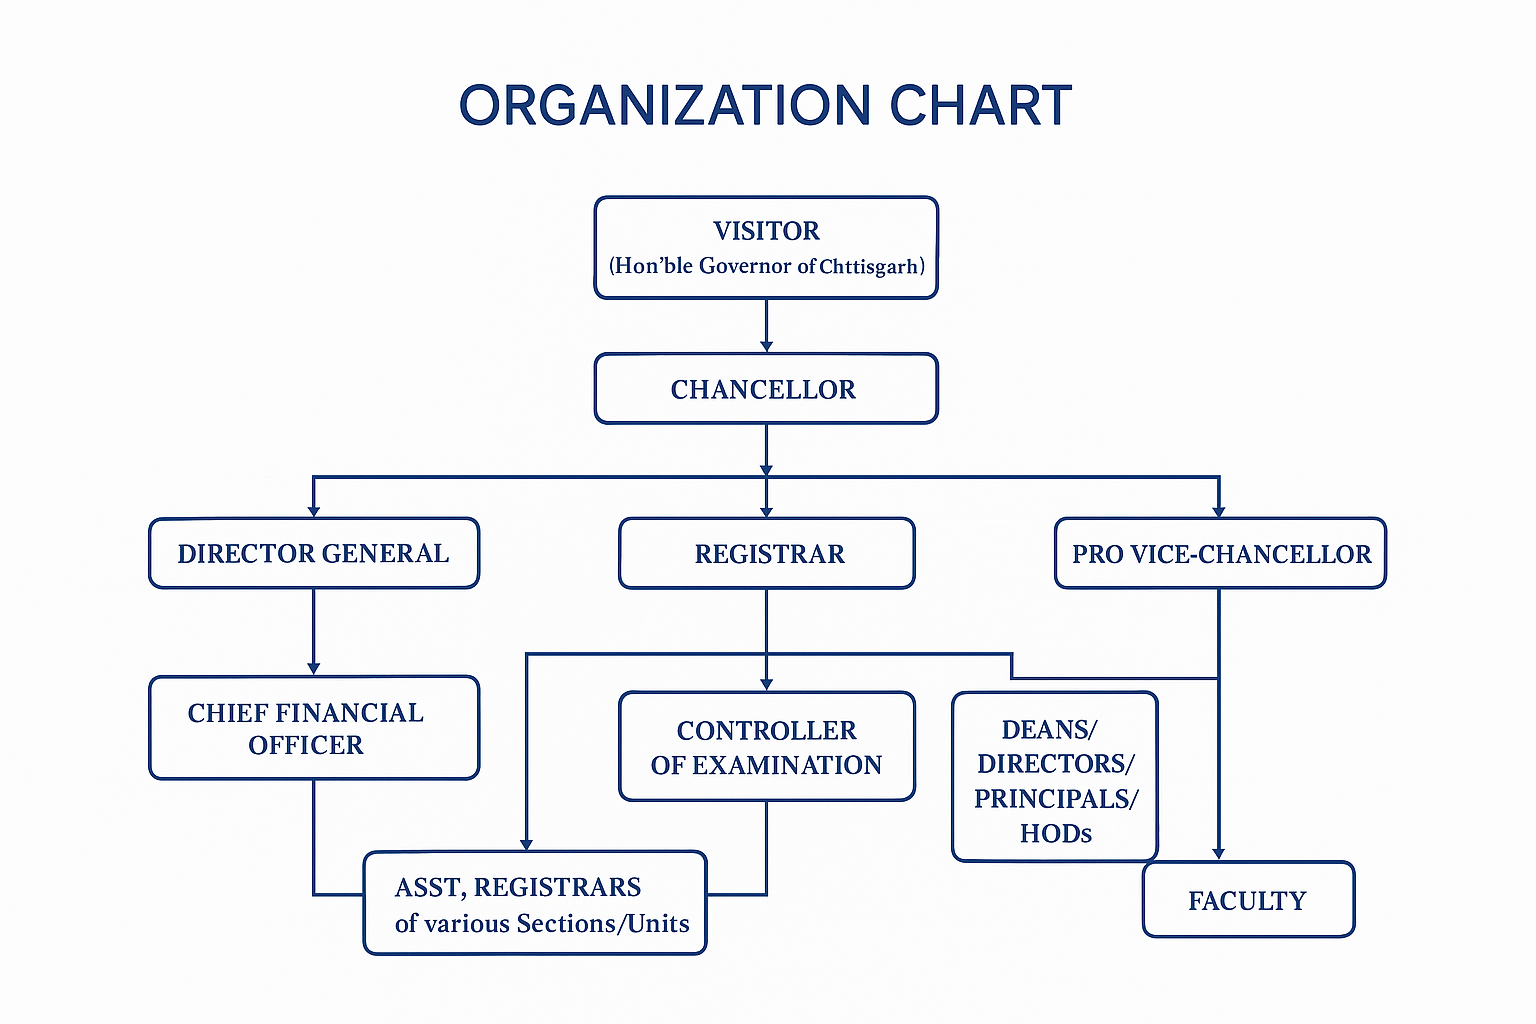 ORGANIZATION CHART
VISITOR
(Hon’ble Governor of Chttisgarh)
CHANCELLOR
DIRECTOR GENERAL
REGISTRAR
PRO VICE-CHANCELLOR
CHIEF FINANCIAL
OFFICER
CONTROLLER
OF EXAMINATION
DEANS/
DIRECTORS/
PRINCIPALS/
HODs
ASST, REGISTRARS
of various Sections/Units
FACULTY